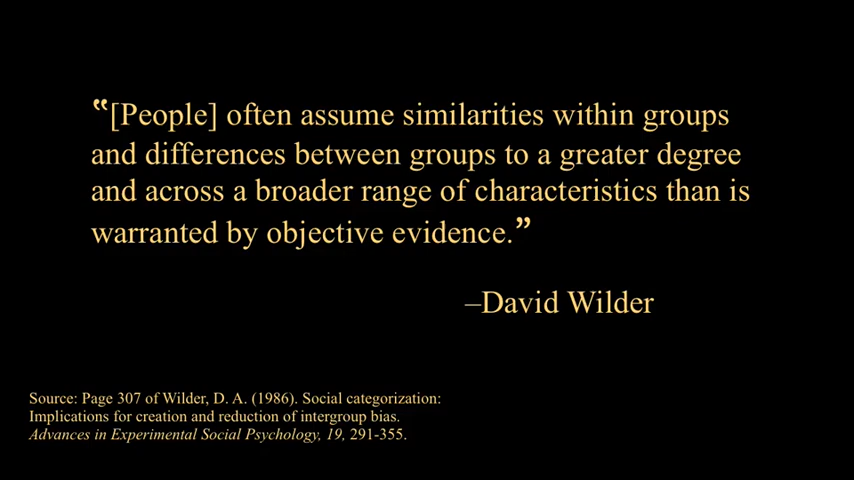 “[People] often assume similarities within groups
and differences between groups to a greater degree
and across a broader range of characteristics than is
warranted by objective evidence.”
–David Wilder
Source: Page 307 of Wilder, D. A. (1986). Social categorization:
Implications for creation and reduction of intergroup bias.
Advances in Experimental Social Psychology, 19, 291-355.